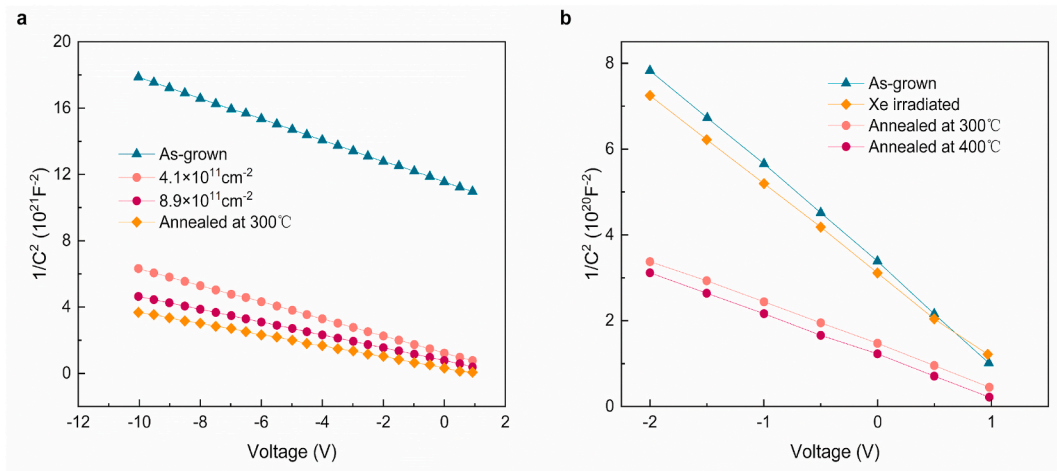 a
20
16
12
8
4
0
1/C² (10²¹F⁻²)
As-grown
4.1×10¹¹cm⁻²
8.9×10¹¹cm⁻²
Annealed at 300℃
-12 -10 -8 -6 -4 -2 0 2
Voltage (V)
b
8
6
4
2
0
1/C² (10²⁰F⁻²)
As-grown
Xe irradiated
Annealed at 300℃
Annealed at 400℃
-2 -1 0 1
Voltage (V)